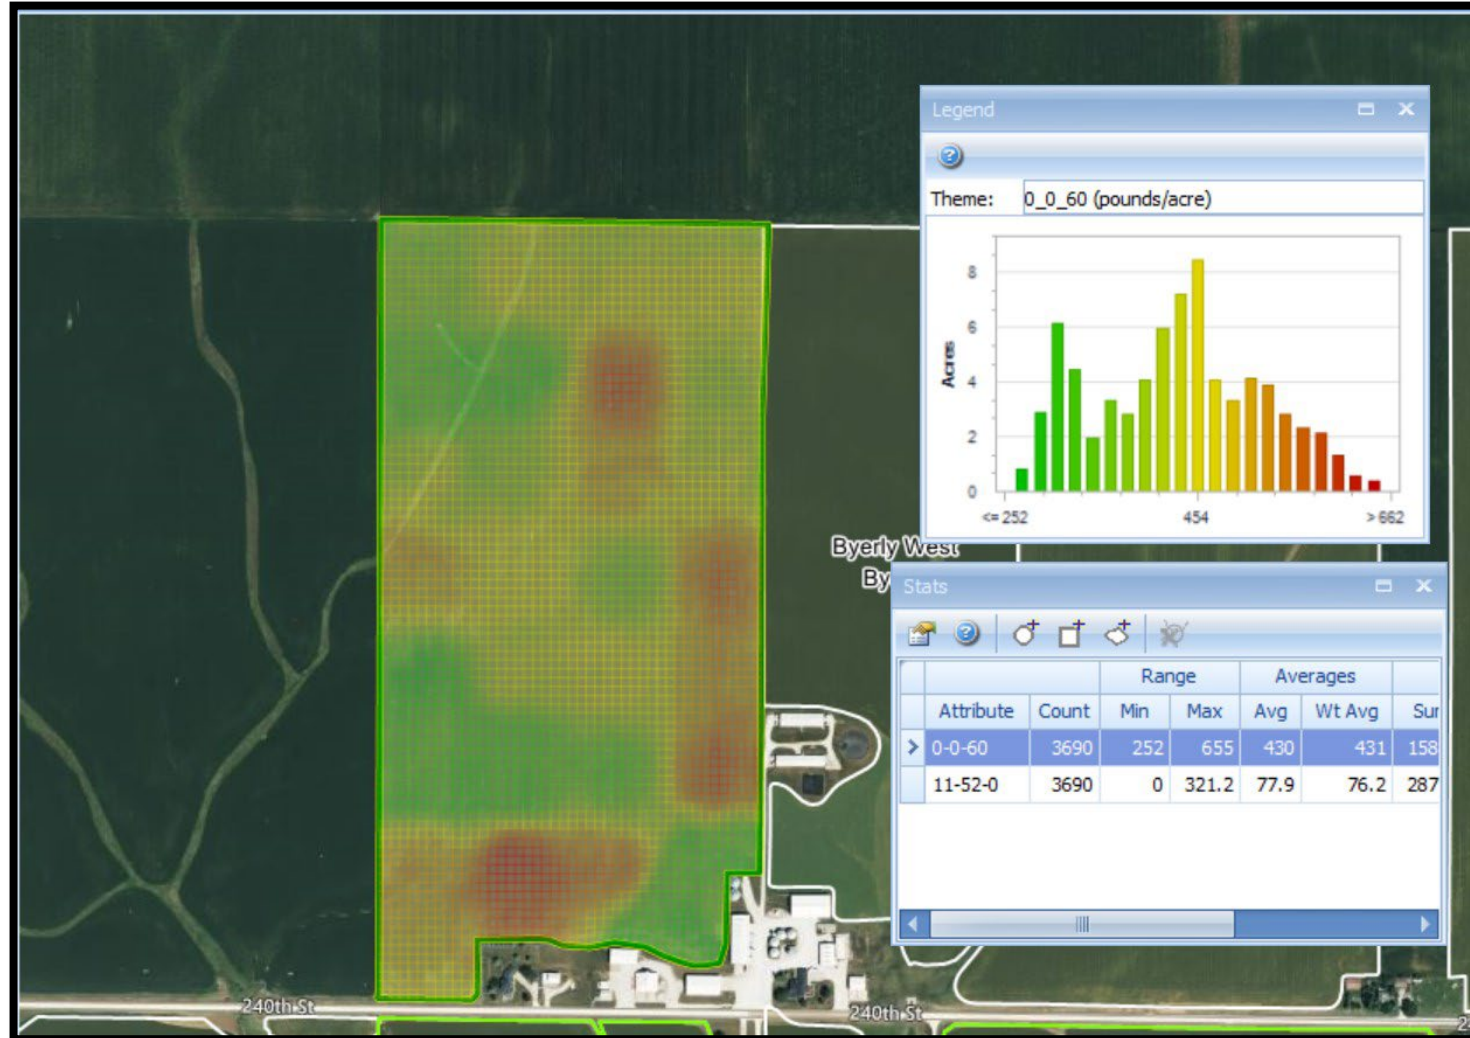 Legend
Theme: 0_0_60 (pounds/acre)
Acres
8
6
4
2
0
<= 252 454 > 662
Byerly West
By
Stats
Range Averages
Attribute Count Min Max Avg Wt Avg Sur
0-0-60 3690 252 655 430 431 158
11-52-0 3690 0 321.2 77.9 76.2 287
240th St
240th St
2